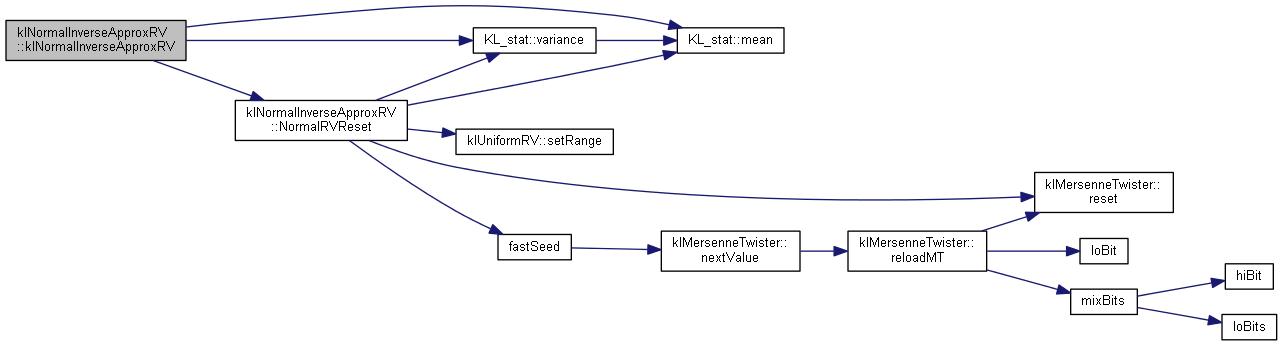 klNormalInverseApproxRV
::klNormalInverseApproxRV
KL_stat::variance
KL_stat::mean
klNormalInverseApproxRV
::NormalRVReset
klUniformRV::setRange
klMersenneTwister::
reset
fastSeed
klMersenneTwister::
nextValue
klMersenneTwister::
reloadMT
loBit
mixBits
hiBit
loBits